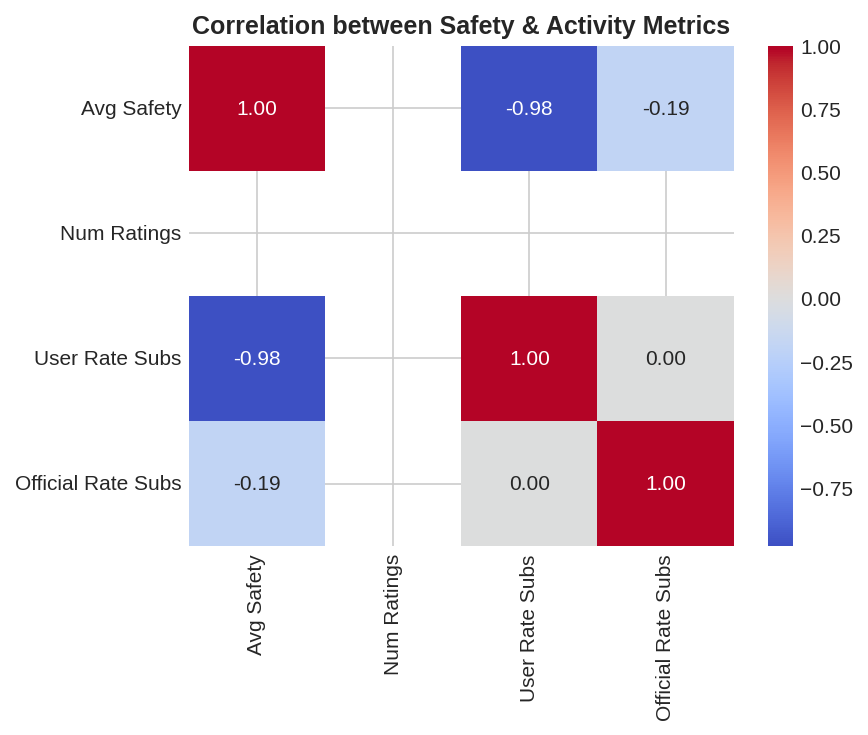 Correlation between Safety & Activity Metrics
1.00
Avg Safety 1.00 -0.98 -0.19
0.75
0.50
Num Ratings
0.25
0.00
User Rate Subs -0.98 1.00 0.00
−0.25
−0.50
Official Rate Subs -0.19 0.00 1.00
−0.75
Avg Safety
Num Ratings
User Rate Subs
Official Rate Subs